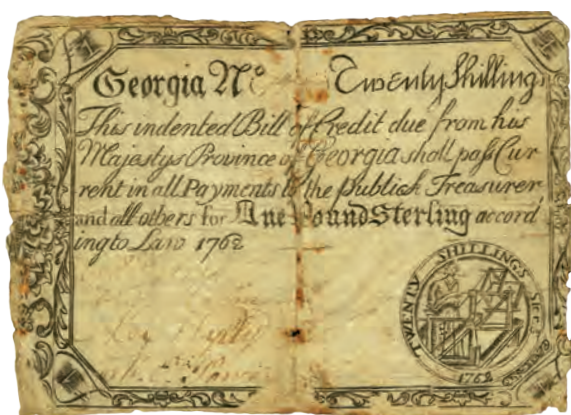 Georgia No Twenty Shilling
This indented Bill of Credit due from his
Majestys Province of Georgia shall pass Cur
rent in all Payments to the Publick Treasurer
and all others for One Pound Sterling accord
ing to Law 1762
TWENTY SHILLINGS
1762